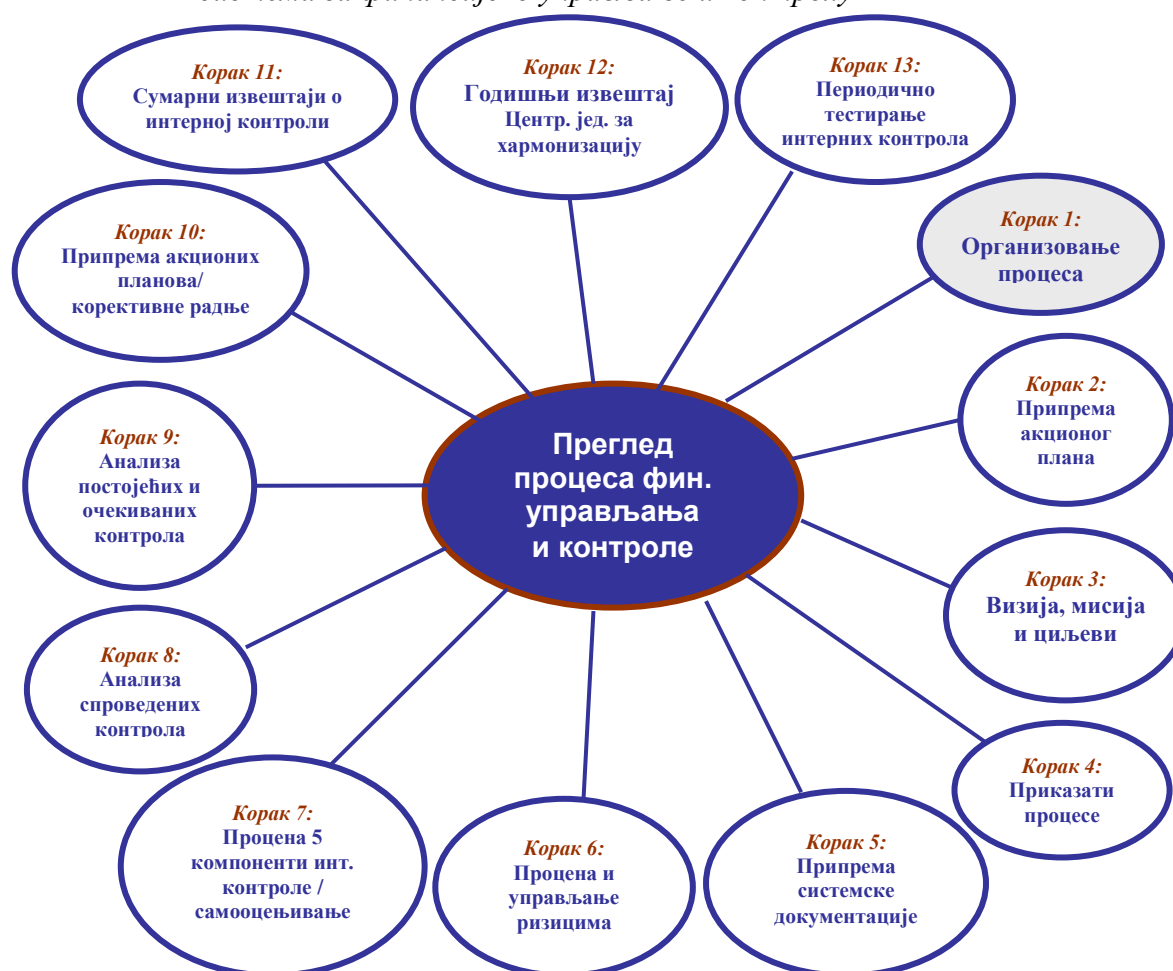 Корак 11:
Сумарни извештаји о
интерној контроли
Корак 12:
Годишњи извештај
Центр. јед. за
хармонизацију
Корак 13:
Периодично
тестирање
интерних контрола
Корак 1:
Организовање
процеса
Корак 10:
Припрема акционих
планова/
корективне радње
Корак 2:
Припрема
акционог
плана
Корак 9:
Анализа
постојећих и
очекиваних
контрола
Преглед
процеса фин.
управљања
и контроле
Корак 3:
Визија, мисија
и циљеви
Корак 8:
Анализа
спроведених
контрола
Корак 4:
Приказати
процесе
Корак 7:
Процена 5
компоненти инт.
контроле /
самооцењивање
Корак 6:
Процена и
управљање
ризицима
Корак 5:
Припрема
системске
документације